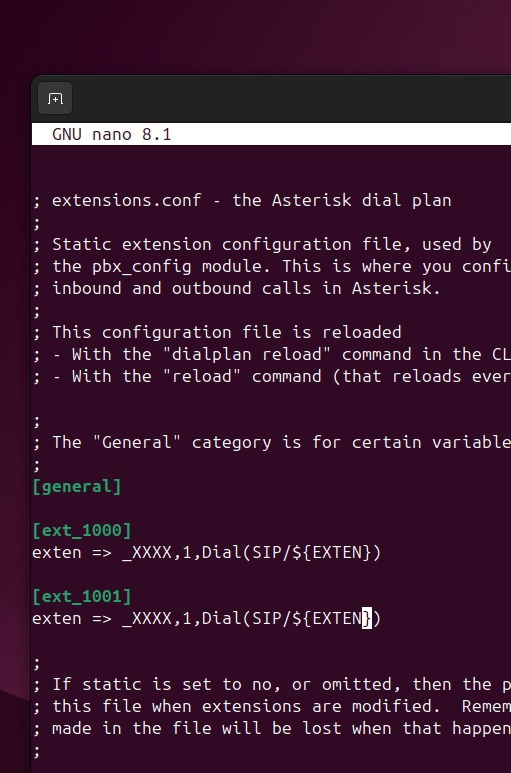 GNU nano 8.1
; extensions.conf - the Asterisk dial plan
;
; Static extension configuration file, used by
; the pbx_config module. This is where you confi
; inbound and outbound calls in Asterisk.
;
; This configuration file is reloaded
; - With the "dialplan reload" command in the CL
; - With the "reload" command (that reloads ever
;
; The "General" category is for certain variable
;
[general]
[ext_1000]
exten => _XXXX,1,Dial(SIP/${EXTEN})
[ext_1001]
exten => _XXXX,1,Dial(SIP/${EXTEN})
;
; If static is set to no, or omitted, then the p
; this file when extensions are modified.  Remem
; made in the file will be lost when that happen
;